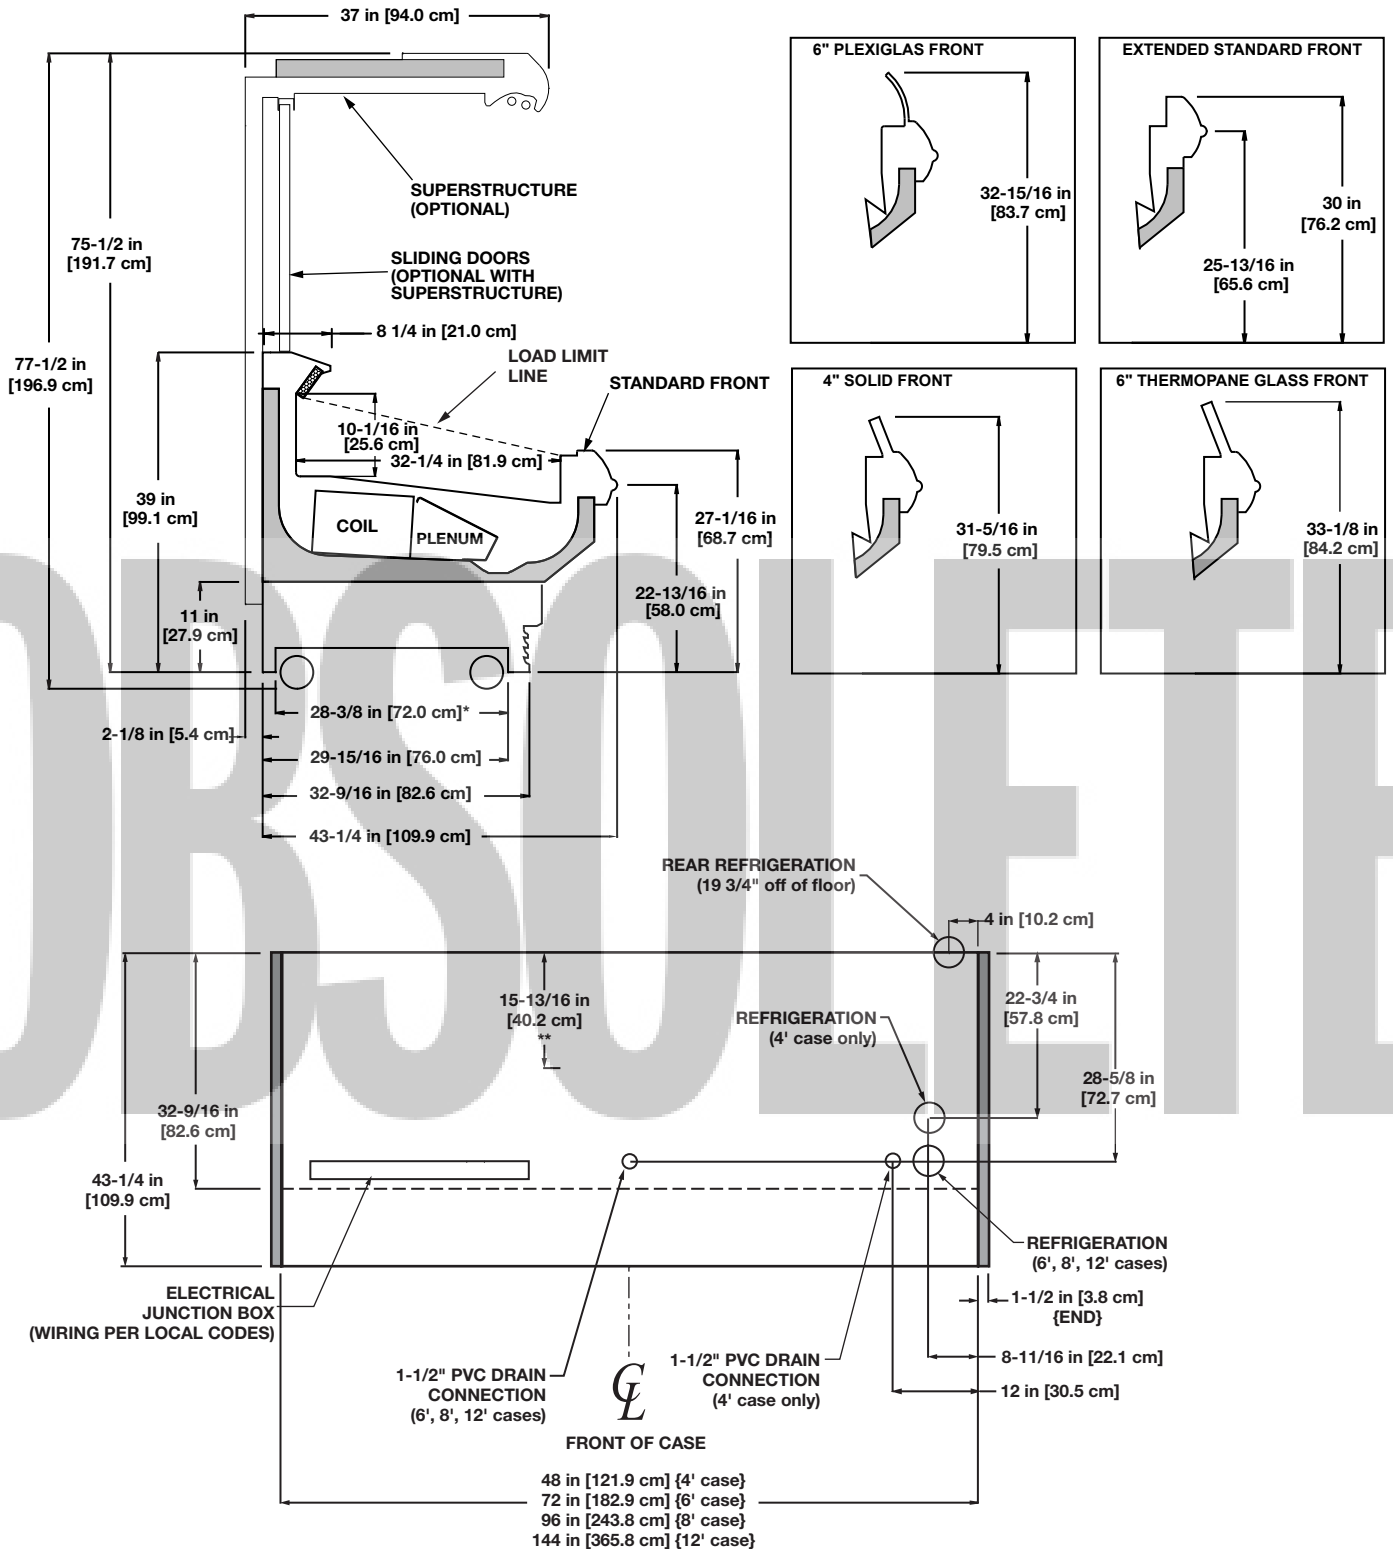 37 in [94.0 cm]
SUPERSTRUCTURE
(OPTIONAL)
75-1/2 in
[191.7 cm]
SLIDING DOORS
(OPTIONAL WITH
SUPERSTRUCTURE)
8 1/4 in [21.0 cm]
77-1/2 in
[196.9 cm]
LOAD LIMIT
LINE
STANDARD FRONT
10-1/16 in
[25.6 cm]
32-1/4 in [81.9 cm]
39 in
[99.1 cm]
COIL
PLENUM
27-1/16 in
[68.7 cm]
22-13/16 in
[58.0 cm]
11 in
[27.9 cm]
28-3/8 in [72.0 cm]*
2-1/8 in [5.4 cm]
29-15/16 in [76.0 cm]
32-9/16 in [82.6 cm]
43-1/4 in [109.9 cm]
6" PLEXIGLAS FRONT
32-15/16 in
[83.7 cm]
EXTENDED STANDARD FRONT
30 in
[76.2 cm]
25-13/16 in
[65.6 cm]
4" SOLID FRONT
31-5/16 in
[79.5 cm]
6" THERMOPANE GLASS FRONT
33-1/8 in
[84.2 cm]
OBSOLETE
REAR REFRIGERATION
(19 3/4" off of floor)
4 in [10.2 cm]
15-13/16 in
[40.2 cm]
**
22-3/4 in
[57.8 cm]
REFRIGERATION
(4' case only)
28-5/8 in
[72.7 cm]
32-9/16 in
[82.6 cm]
43-1/4 in
[109.9 cm]
REFRIGERATION
(6', 8', 12' cases)
ELECTRICAL
JUNCTION BOX
(WIRING PER LOCAL CODES)
1-1/2 in [3.8 cm]
{END}
8-11/16 in [22.1 cm]
1-1/2" PVC DRAIN
CONNECTION
(6', 8', 12' cases)
1-1/2" PVC DRAIN
CONNECTION
(4' case only)
12 in [30.5 cm]
CL
FRONT OF CASE
48 in [121.9 cm] {4' case}
72 in [182.9 cm] {6' case}
96 in [243.8 cm] {8' case}
144 in [365.8 cm] {12' case}